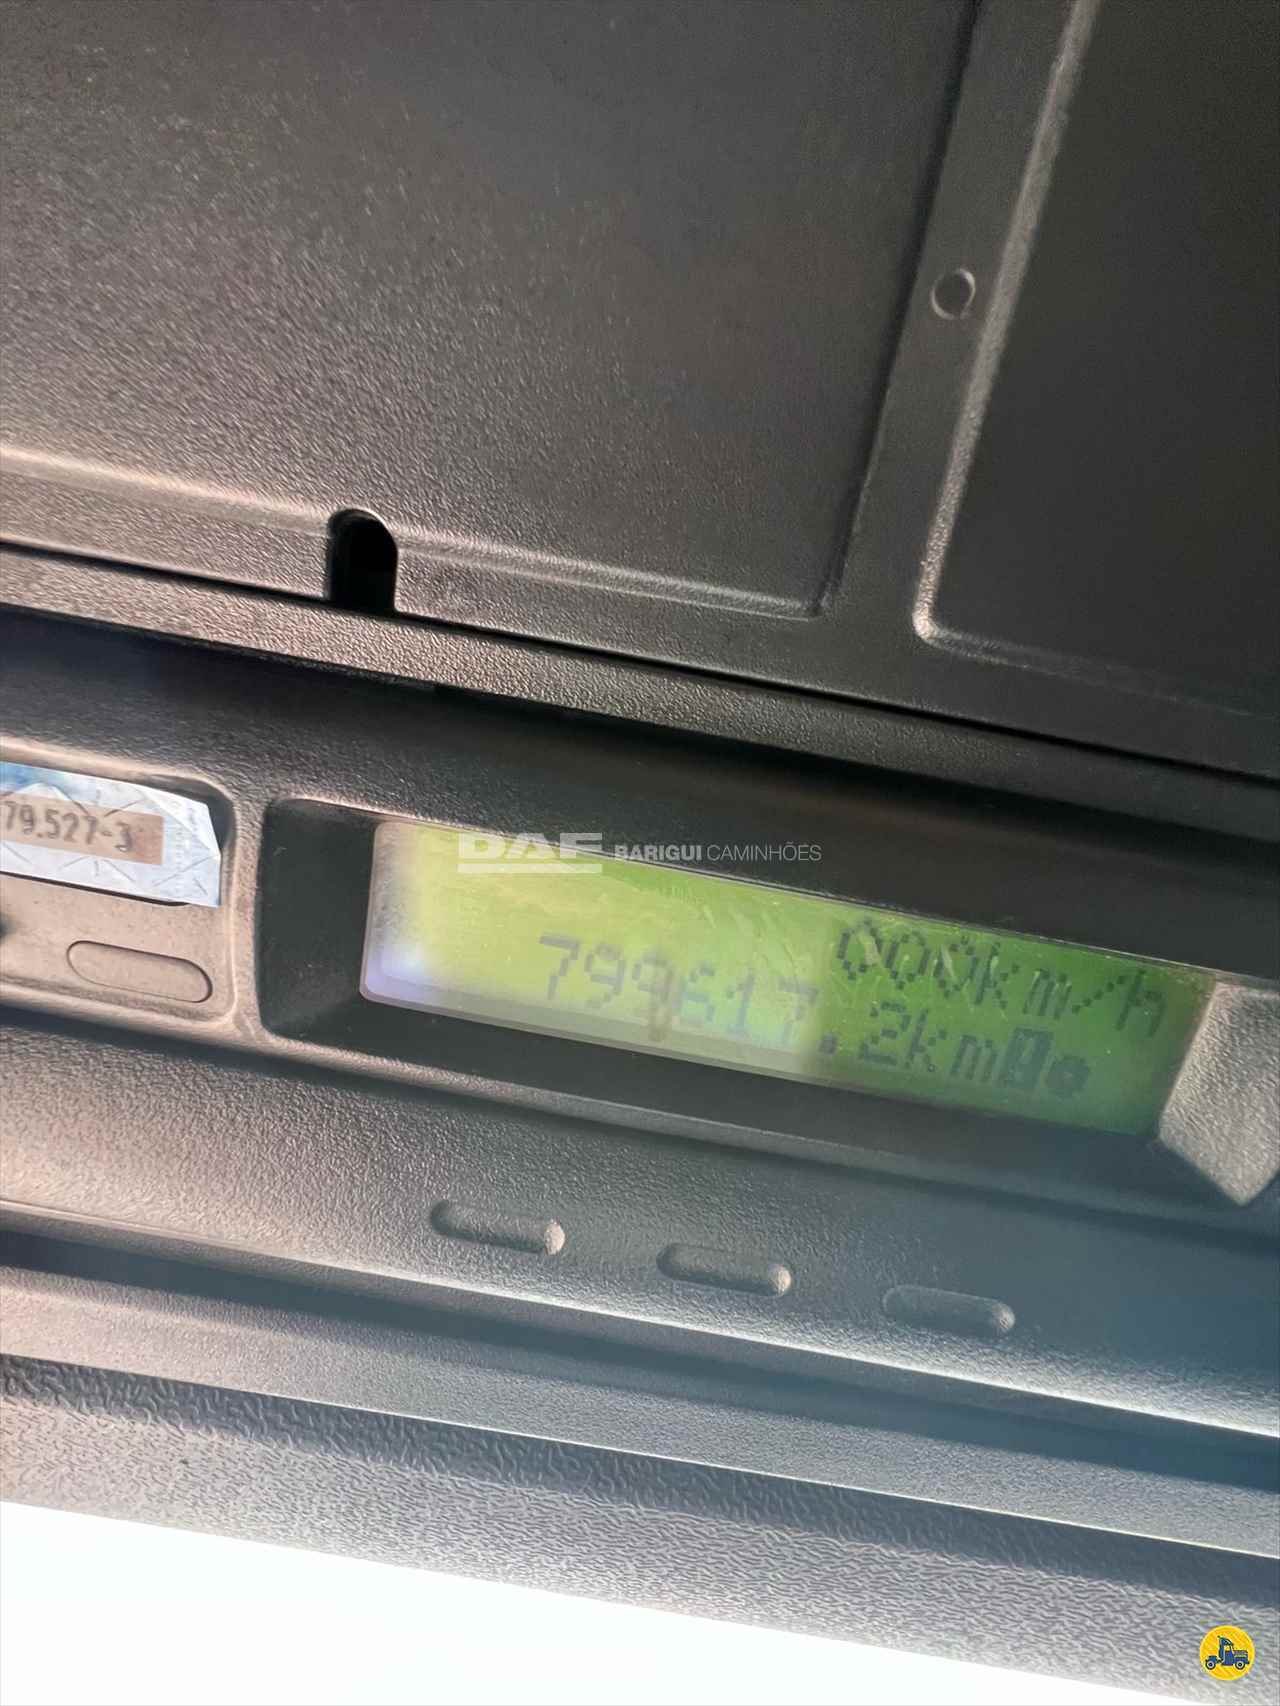 DAF BARIGUI CAMINHÕES
79.527-3
000km/h
799617.2km